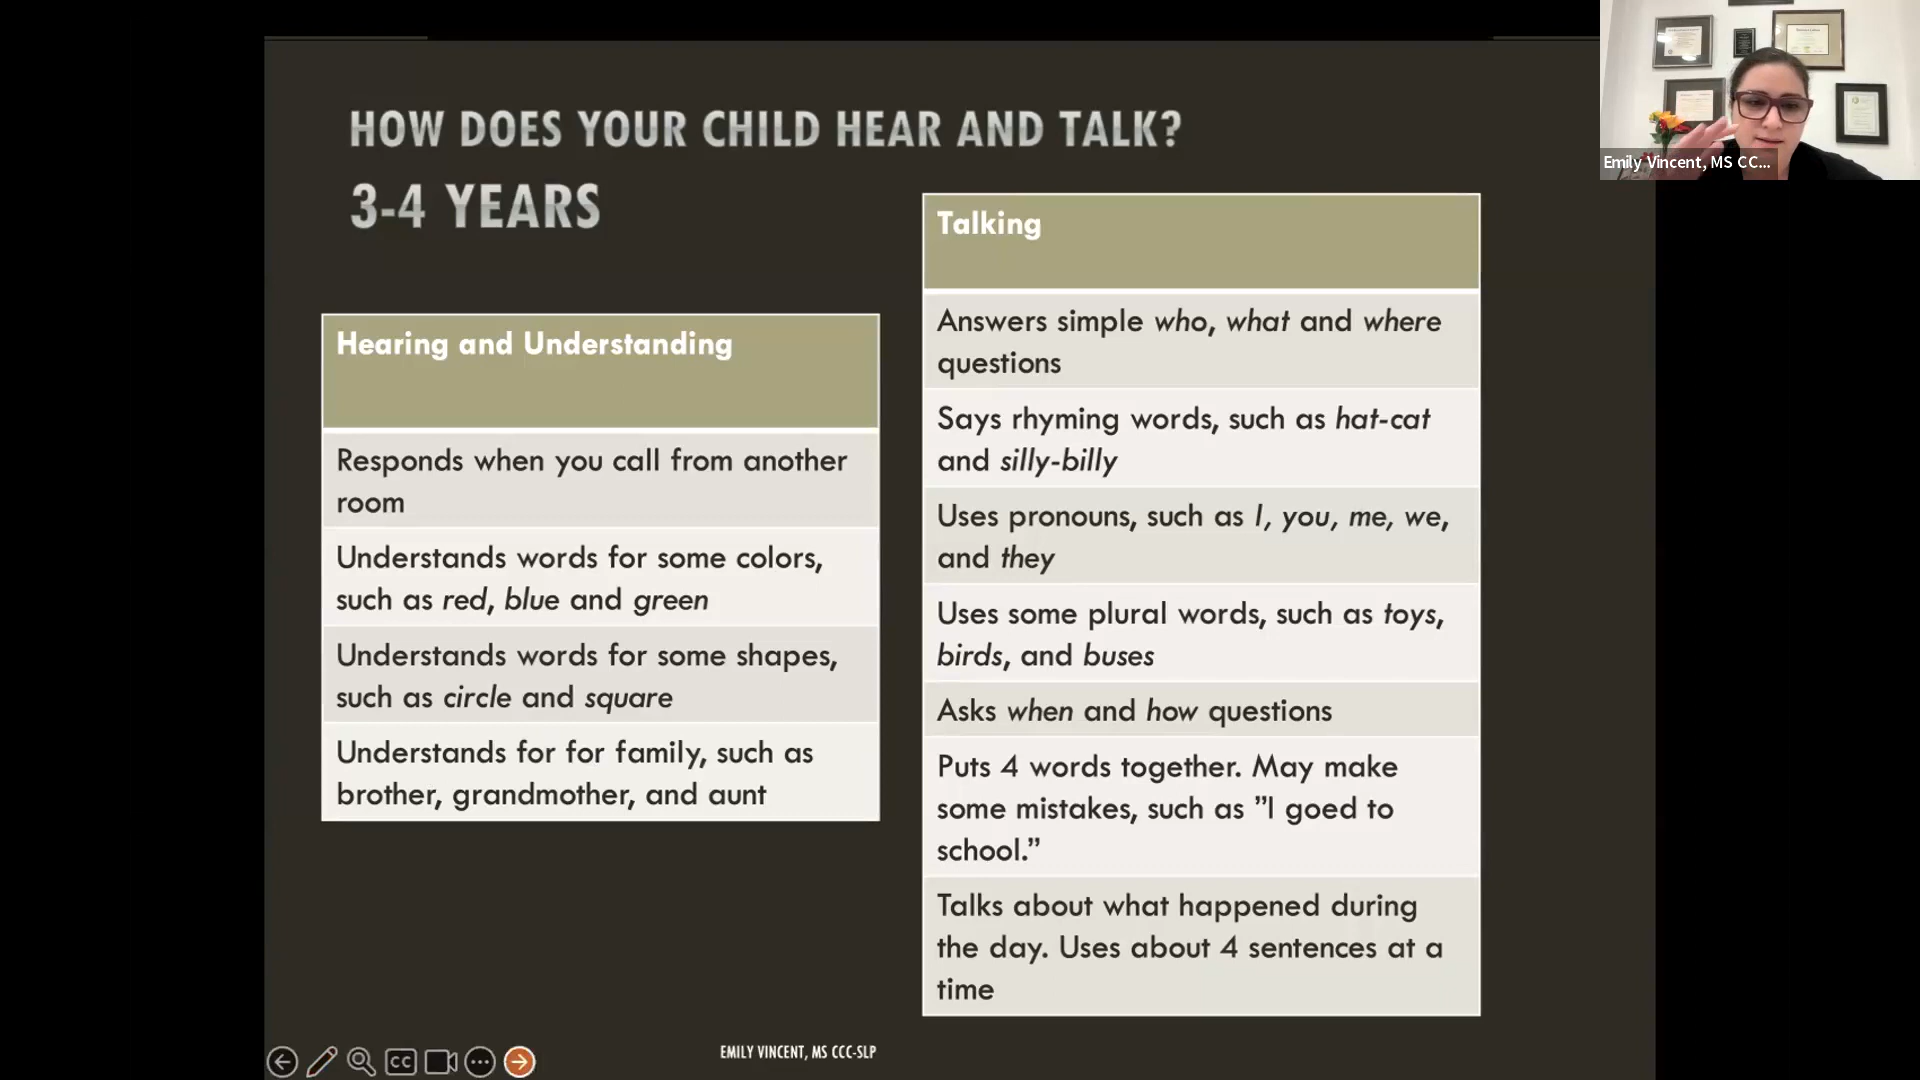 HOW DOES YOUR CHILD HEAR AND TALK?
3-4 YEARS
Hearing and Understanding
Responds when you call from another
room
Understands words for some colors,
such as red, blue and green
Understands words for some shapes,
such as circle and square
Understands for for family, such as
brother, grandmother, and aunt
Talking
Answers simple who, what and where
questions
Says rhyming words, such as hat-cat
and silly-billy
Uses pronouns, such as I, you, me, we,
and they
Uses some plural words, such as toys,
birds, and buses
Asks when and how questions
Puts 4 words together. May make
some mistakes, such as ”I goed to
school.”
Talks about what happened during
the day. Uses about 4 sentences at a
time
EMILY VINCENT, MS CCC-SLP
CC
Emily Vincent, MS CC...